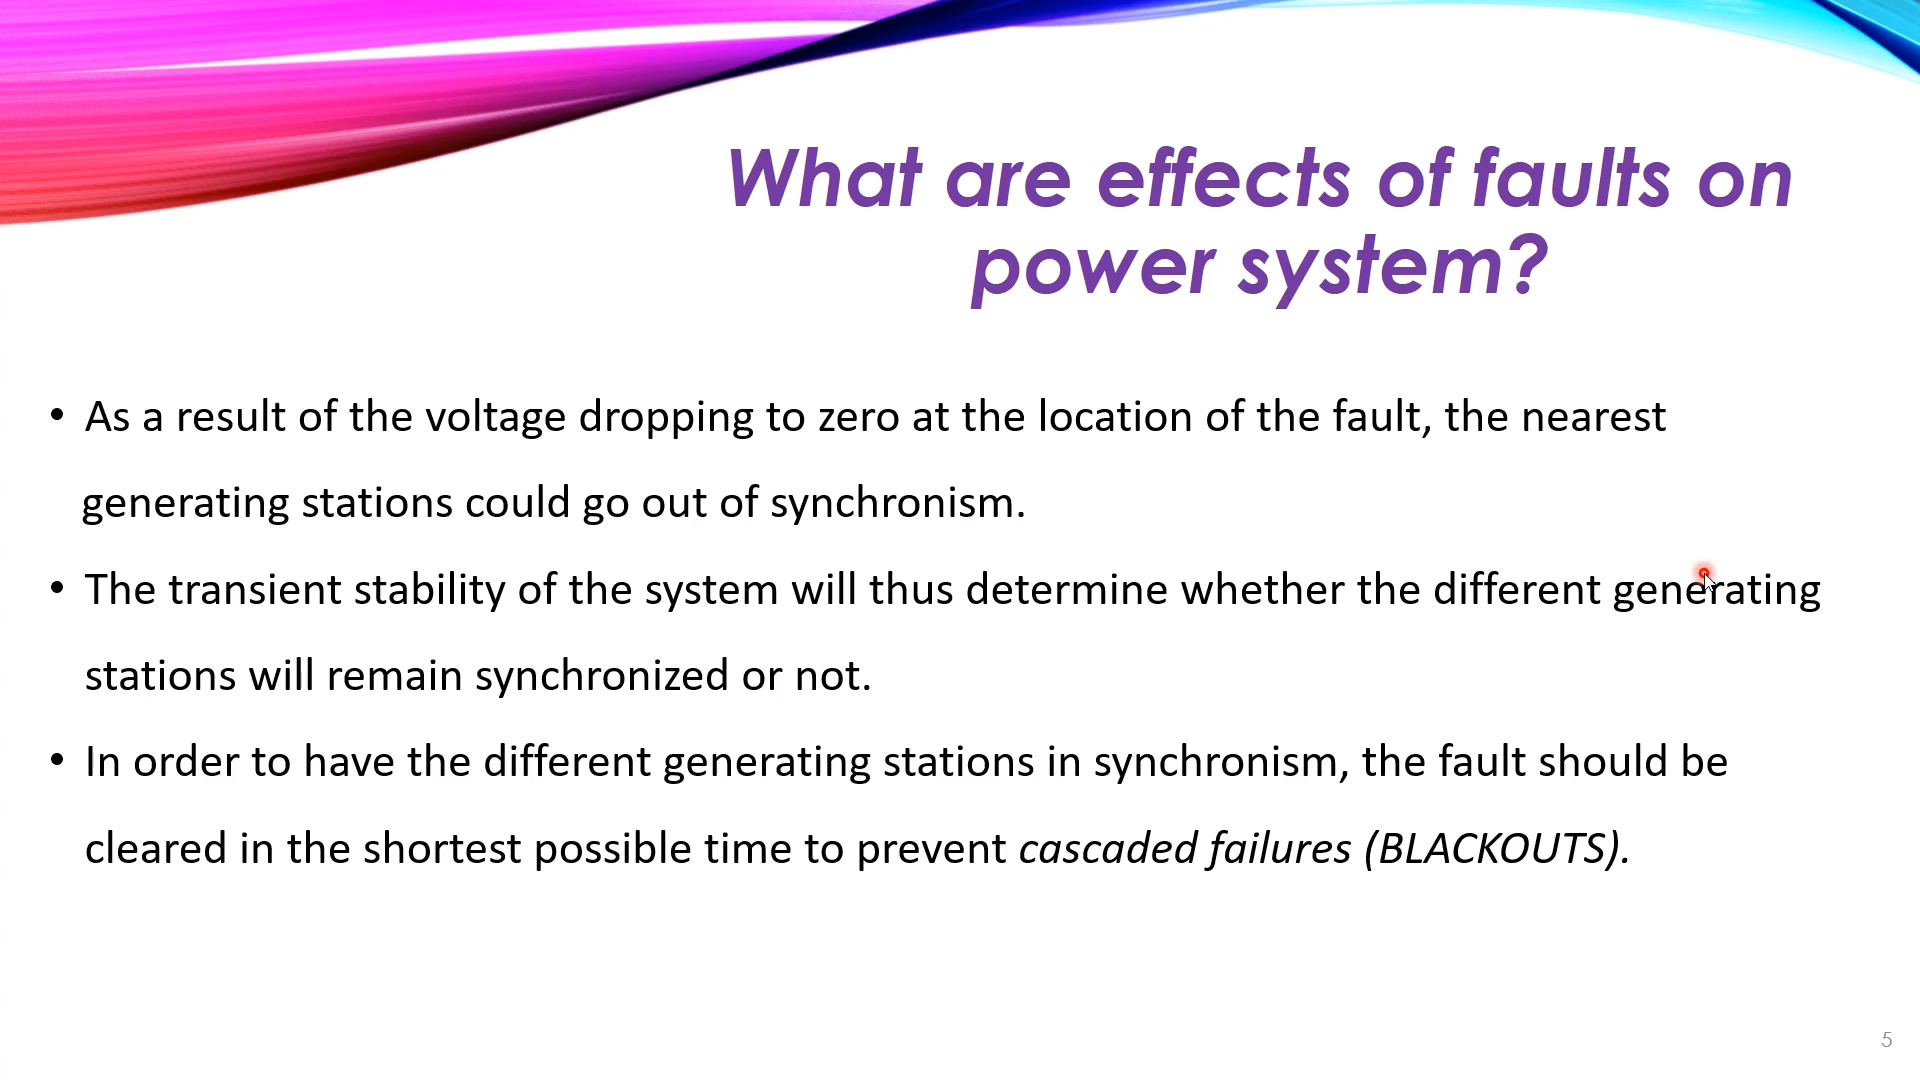 What are effects of faults on
power system?
• As a result of the voltage dropping to zero at the location of the fault, the nearest
generating stations could go out of synchronism.
• The transient stability of the system will thus determine whether the different generating
stations will remain synchronized or not.
• In order to have the different generating stations in synchronism, the fault should be
cleared in the shortest possible time to prevent cascaded failures (BLACKOUTS).
5